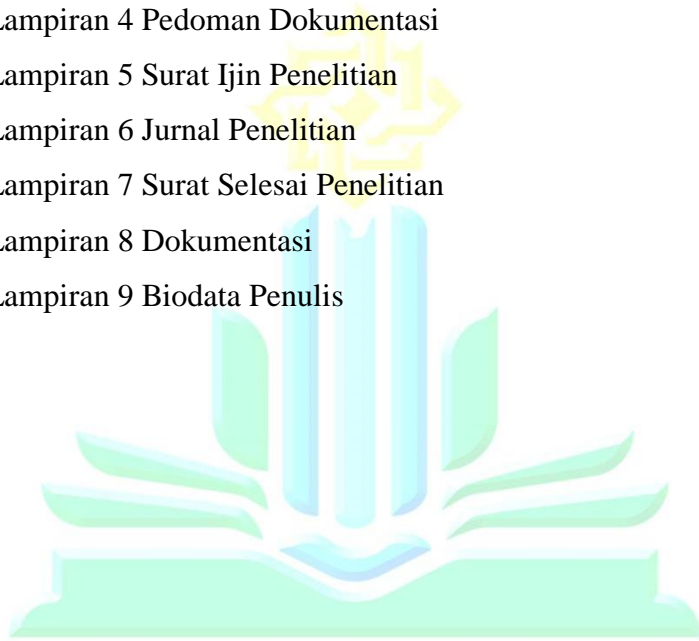 Lampiran 4 Pedoman Dokumentasi
Lampiran 5 Surat Ijin Penelitian
Lampiran 6 Jurnal Penelitian
Lampiran 7 Surat Selesai Penelitian
Lampiran 8 Dokumentasi
Lampiran 9 Biodata Penulis